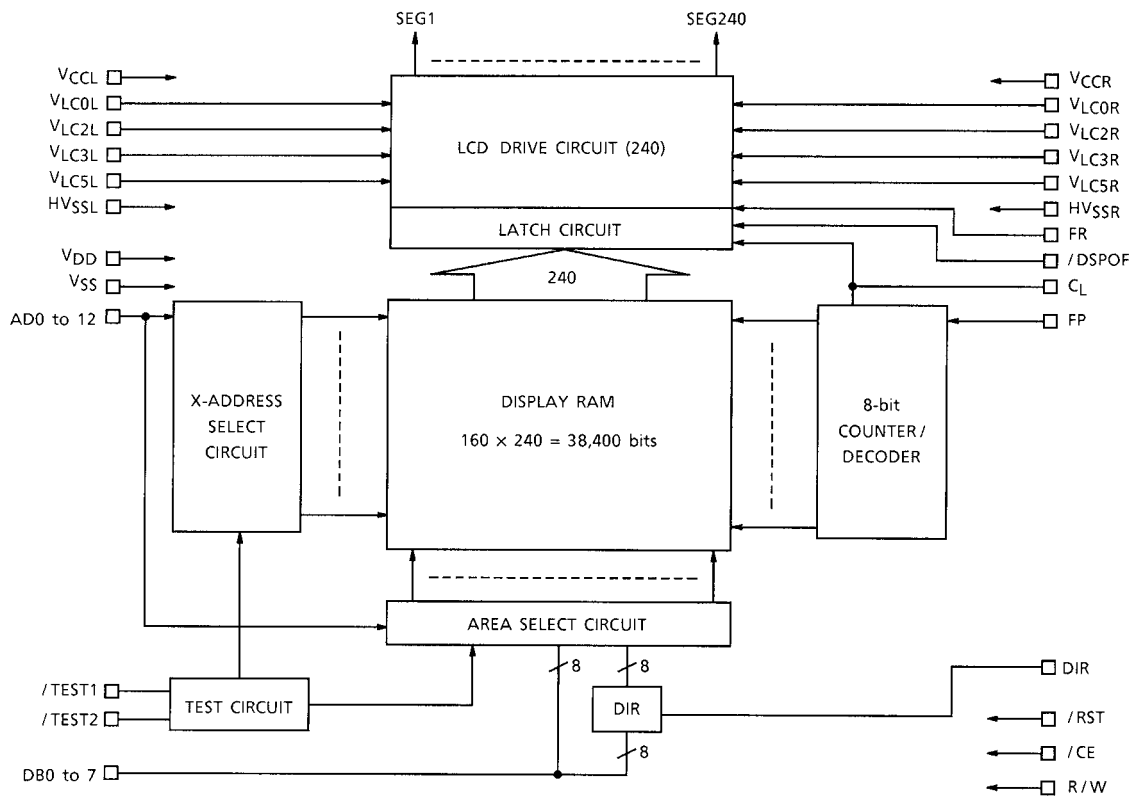 SEG1 SEG240
VCCL
VLC0L
VLC2L
VLC3L
VLC5L
HVSSL
VDD
VSS
AD0 to 12
LCD DRIVE CIRCUIT (240)
LATCH CIRCUIT
240
VCCR
VLC0R
VLC2R
VLC3R
VLC5R
HVSSR
FR
/DSPOF
CL
FP
X-ADDRESS
SELECT
CIRCUIT
DISPLAY RAM
160 × 240 = 38,400 bits
8-bit
COUNTER/
DECODER
AREA SELECT CIRCUIT
8 8
/TEST1
/TEST2
TEST CIRCUIT
DIR
8
DB0 to 7
DIR
/RST
/CE
R/W